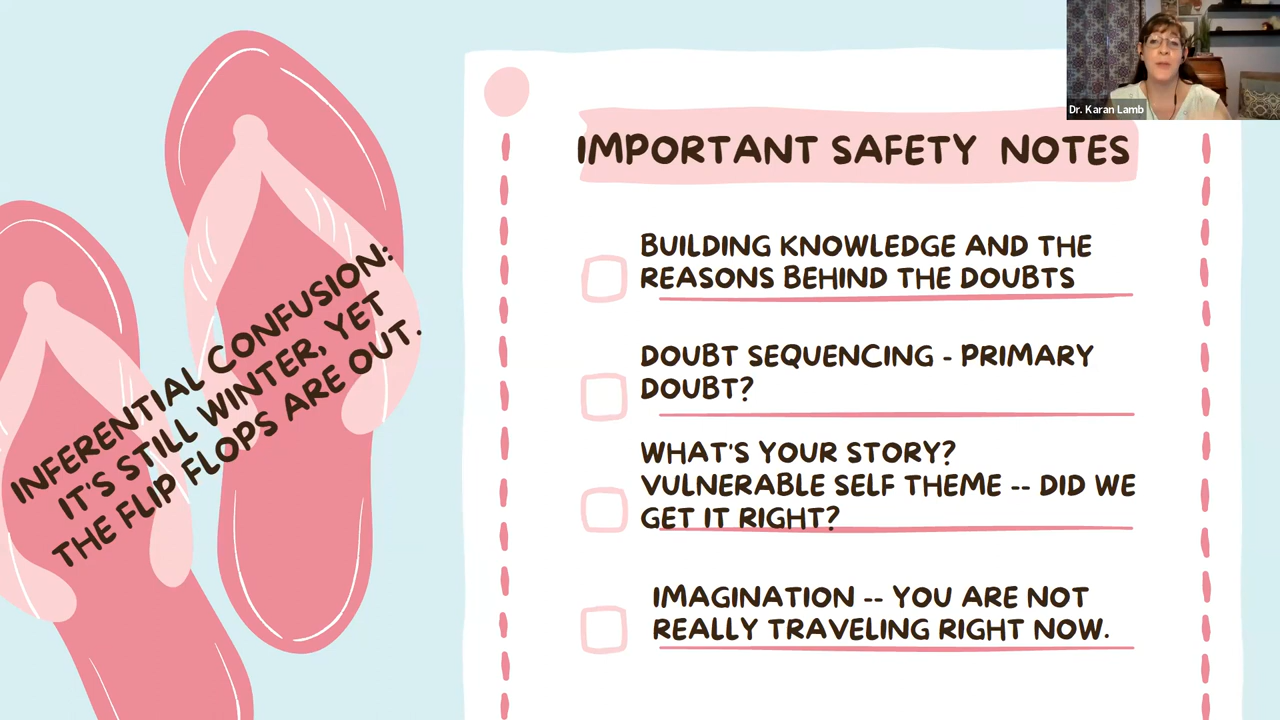 Dr. Karan Lamb
IMPORTANT SAFETY NOTES
BUILDING KNOWLEDGE AND THE
REASONS BEHIND THE DOUBTS
DOUBT SEQUENCING - PRIMARY
DOUBT?
WHAT'S YOUR STORY?
VULNERABLE SELF THEME -- DID WE
GET IT RIGHT?
IMAGINATION -- YOU ARE NOT
REALLY TRAVELING RIGHT NOW.
INFERENTIAL CONFUSION:
IT'S STILL WINTER, YET
THE FLIP FLOPS ARE OUT.